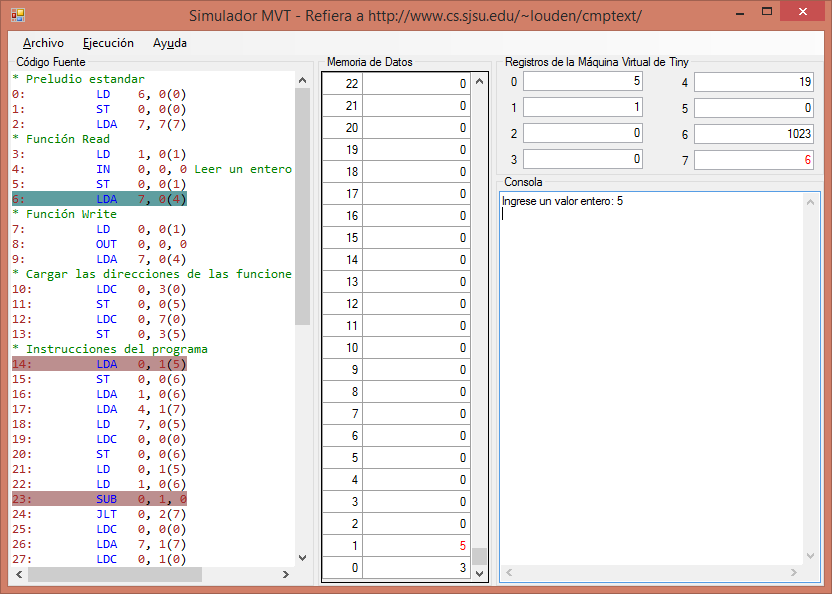 Simulador MVT - Refiera a http://www.cs.sjsu.edu/~louden/cmptext/
Archivo Ejecución Ayuda
Código Fuente
* Preludio estandar
0: LD 6, 0(0)
1: ST 0, 0(0)
2: LDA 7, 7(7)
* Función Read
3: LD 1, 0(1)
4: IN 0, 0, 0 Leer un entero
5: ST 0, 0(1)
6: LDA 7, 0(4)
* Función Write
7: LD 0, 0(1)
8: OUT 0, 0, 0
9: LDA 7, 0(4)
* Cargar las direcciones de las funcione
10: LDC 0, 3(0)
11: ST 0, 0(5)
12: LDC 0, 7(0)
13: ST 0, 3(5)
* Instrucciones del programa
14: LDA 0, 1(5)
15: ST 0, 0(6)
16: LDA 1, 0(6)
17: LDA 4, 1(7)
18: LD 7, 0(5)
19: LDC 0, 0(0)
20: ST 0, 0(6)
21: LD 0, 1(5)
22: LD 1, 0(6)
23: SUB 0, 1, 0
24: JLT 0, 2(7)
25: LDC 0, 0(0)
26: LDA 7, 1(7)
27: LDC 0, 1(0)
Memoria de Datos
22 0
21 0
20 0
19 0
18 0
17 0
16 0
15 0
14 0
13 0
12 0
11 0
10 0
9 0
8 0
7 0
6 0
5 0
4 0
3 0
2 0
1 5
0 3
Registros de la Máquina Virtual de Tiny
0 5 4 19
1 1 5 0
2 0 6 1023
3 0 7 6
Consola
Ingrese un valor entero: 5